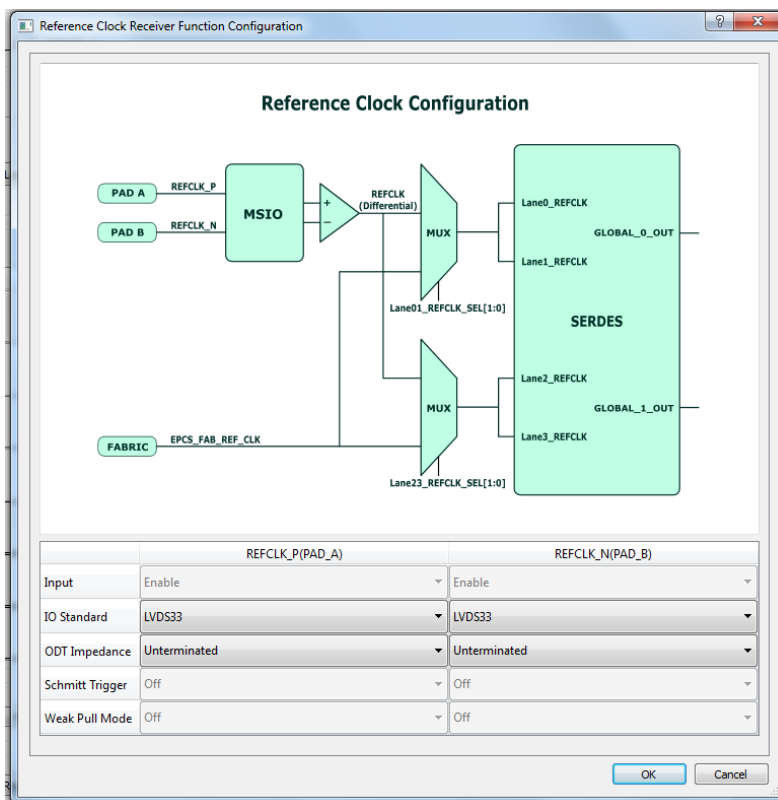 Reference Clock Receiver Function Configuration
Reference Clock Configuration
PAD A
REFCLK_P
PAD B
REFCLK_N
MSIO
+
−
REFCLK
(Differential)
MUX
Lane01_REFCLK_SEL[1:0]
Lane0_REFCLK
Lane1_REFCLK
GLOBAL_0_OUT
SERDES
MUX
Lane23_REFCLK_SEL[1:0]
Lane2_REFCLK
Lane3_REFCLK
GLOBAL_1_OUT
FABRIC
EPCS_FAB_REF_CLK
REFCLK_P(PAD_A) REFCLK_N(PAD_B)
Input Enable Enable
IO Standard LVDS33 LVDS33
ODT Impedance Unterminated Unterminated
Schmitt Trigger Off Off
Weak Pull Mode Off Off
OK Cancel